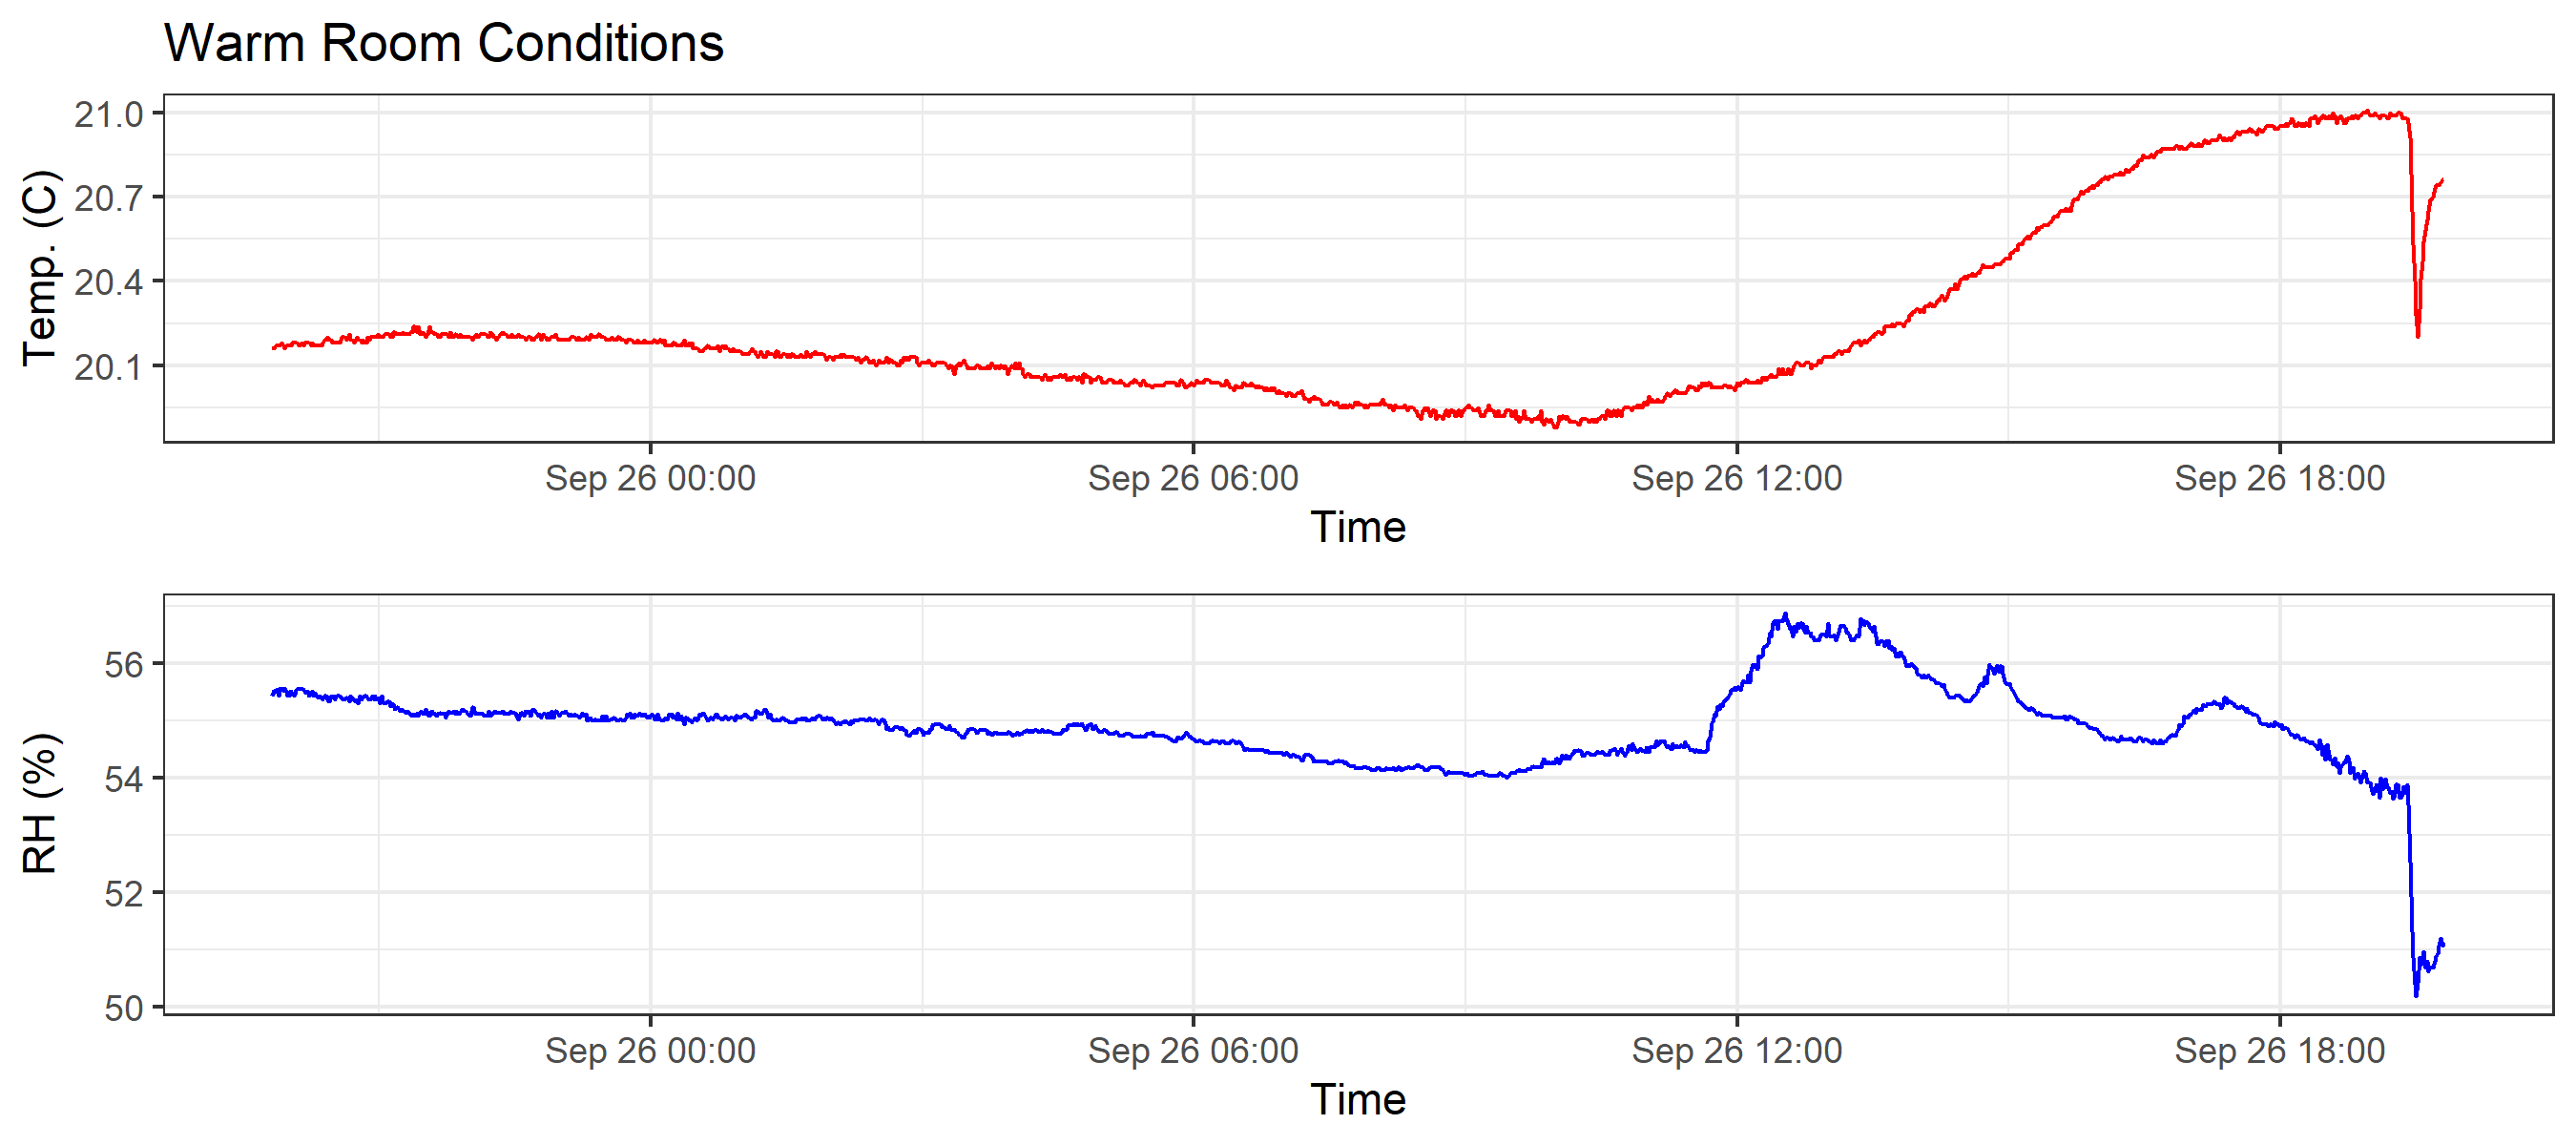 Warm Room Conditions
Temp. (C)
21.0
20.7
20.4
20.1
Sep 26 00:00 Sep 26 06:00 Sep 26 12:00 Sep 26 18:00
Time
RH (%)
56
54
52
50
Sep 26 00:00 Sep 26 06:00 Sep 26 12:00 Sep 26 18:00
Time